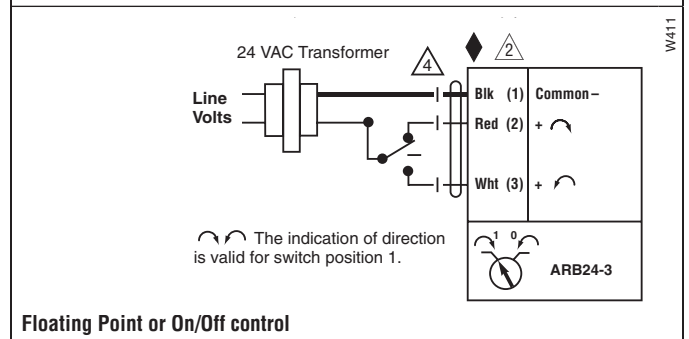 W411
24 VAC Transformer
4
2
Line
Volts
Blk (1) Common –
Red (2) +
Wht (3) +
The indication of direction
is valid for switch position 1.
1 0
ARB24-3
Floating Point or On/Off control